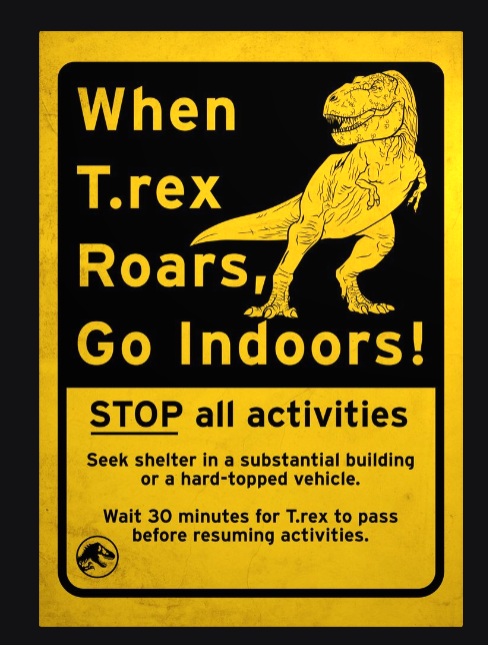 When
T.rex
Roars,
Go Indoors!
STOP all activities
Seek shelter in a substantial building
or a hard-topped vehicle.
Wait 30 minutes for T.rex to pass
before resuming activities.